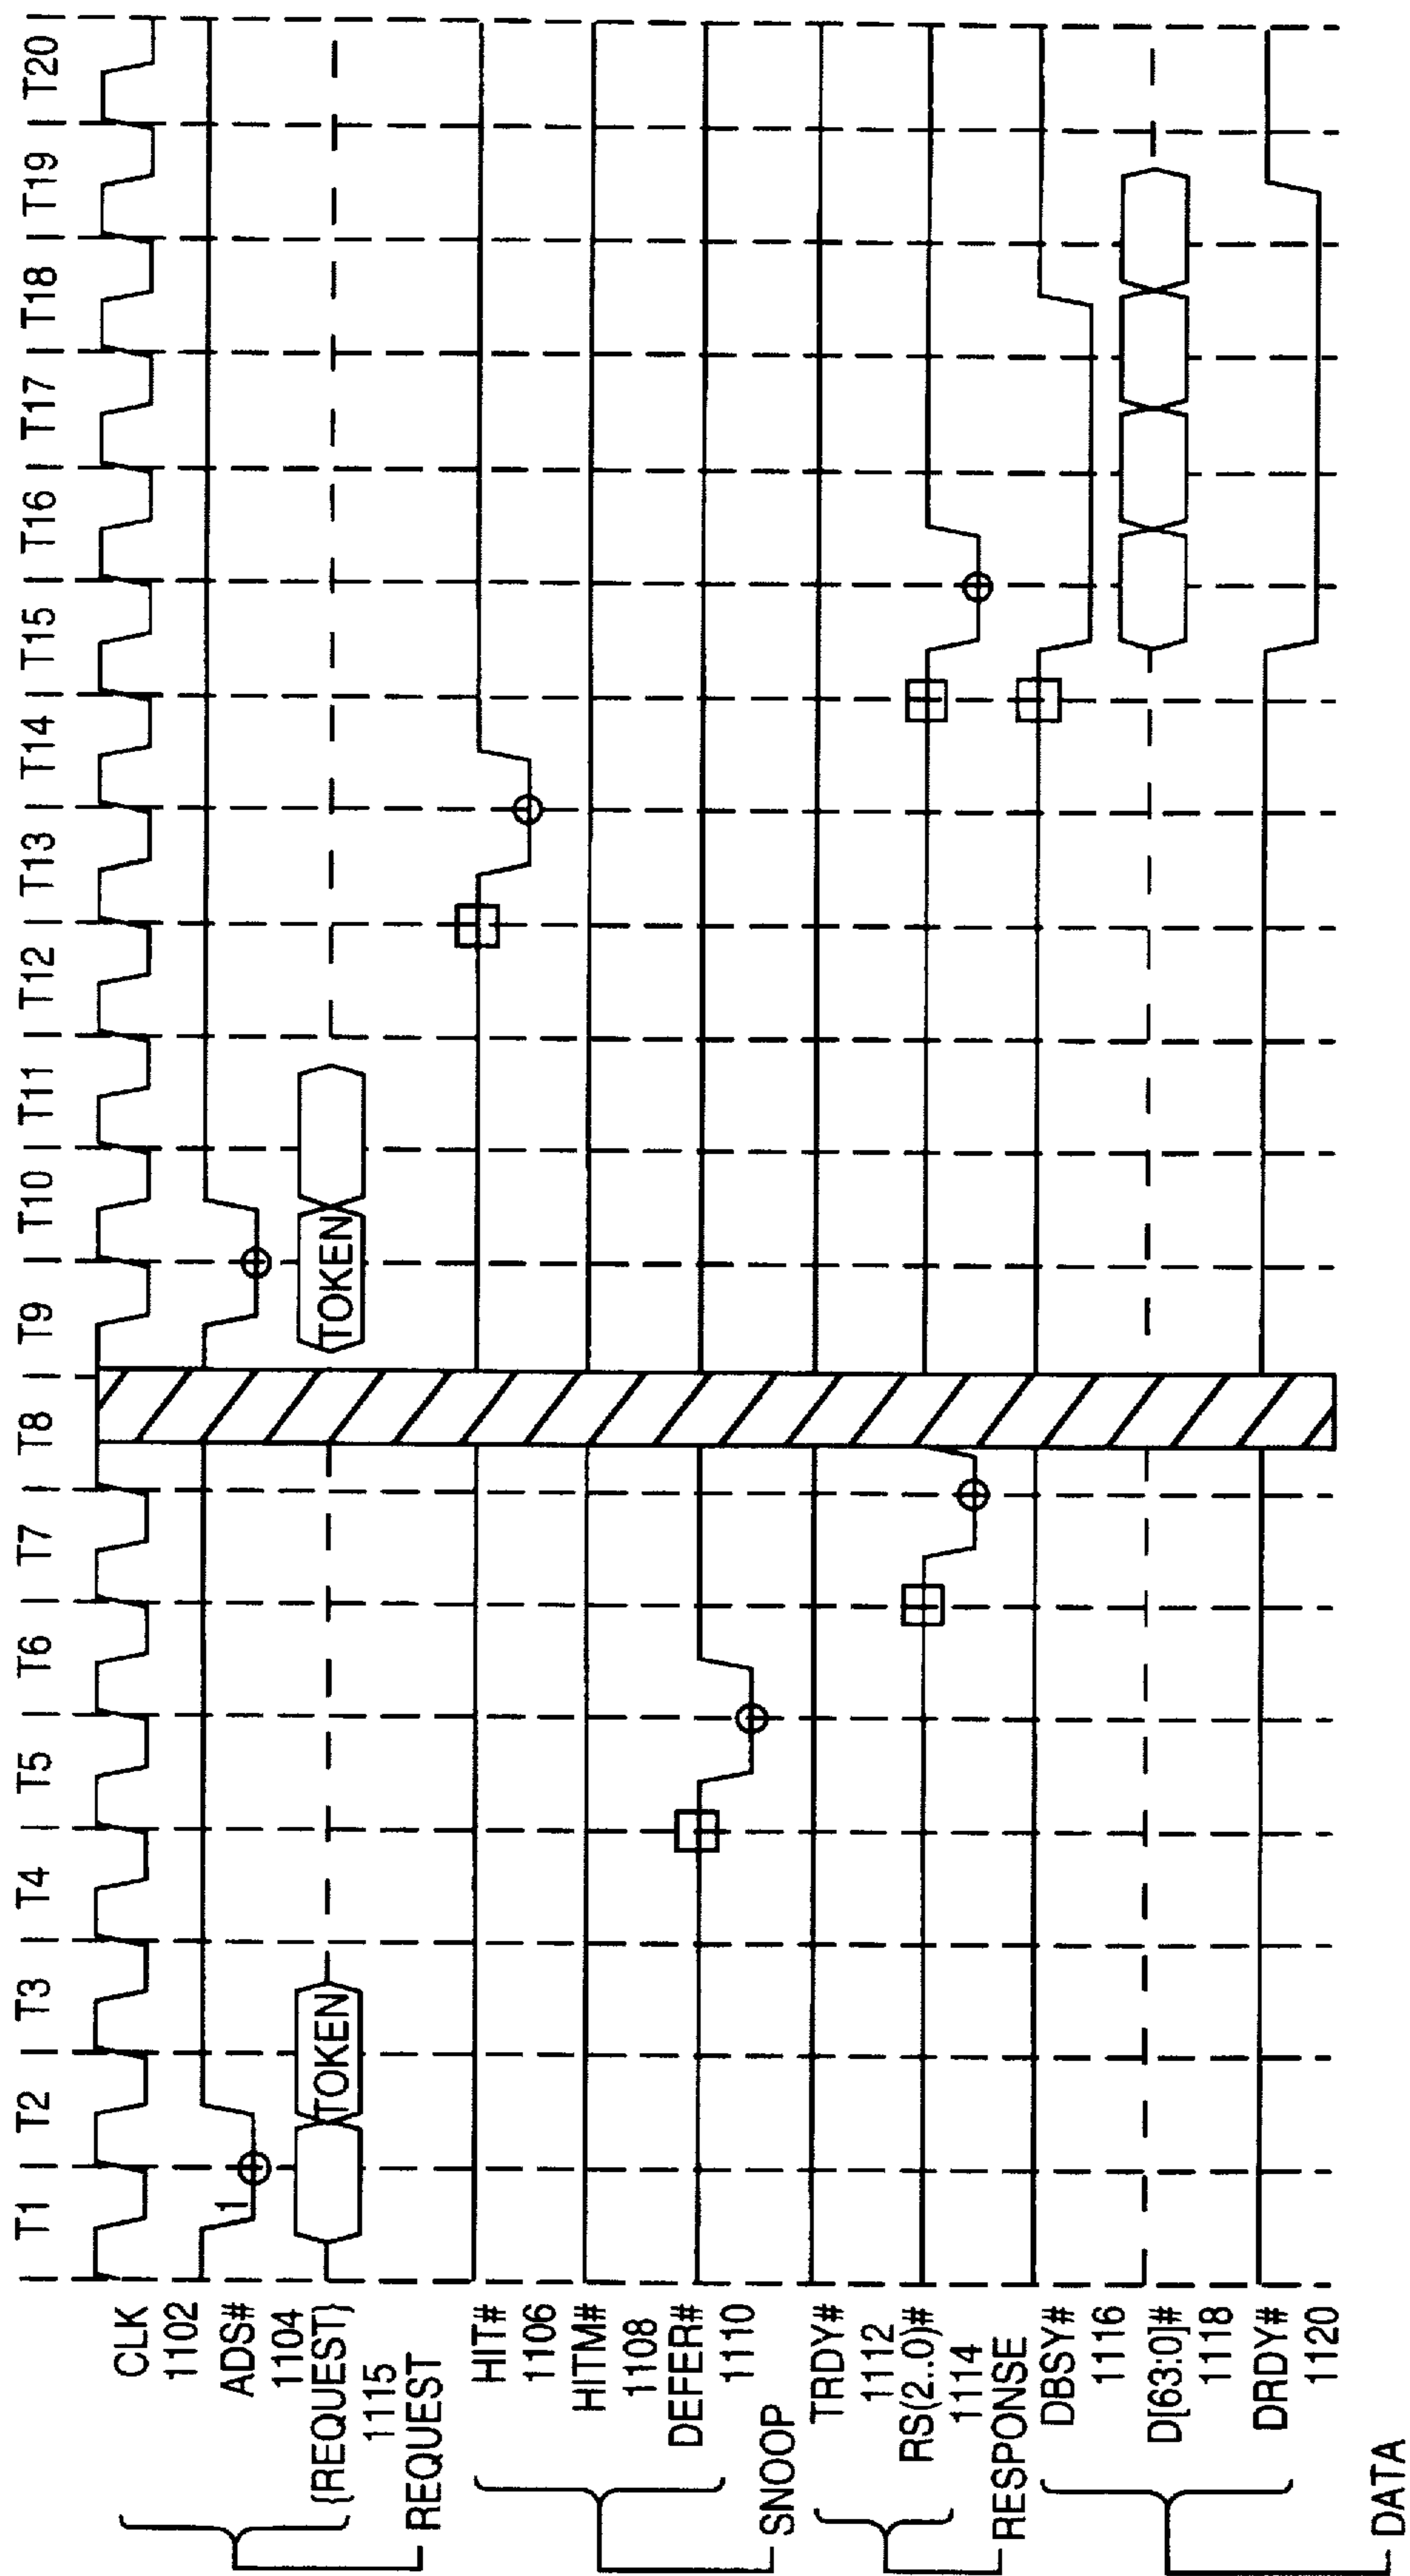 T1 T2 T3 T4 T5 T6 T7 T8 T9 T10 T11 T12 T13 T14 T15 T16 T17 T18 T19 T20
CLK
1102
ADS#
1104
1
{REQUEST}
1115
TOKEN
TOKEN
REQUEST
HIT#
1106
HITM#
1108
DEFER#
1110
SNOOP
TRDY#
1112
RS(2..0)#
1114
RESPONSE
DBSY#
1116
D[63:0]#
1118
DRDY#
1120
DATA